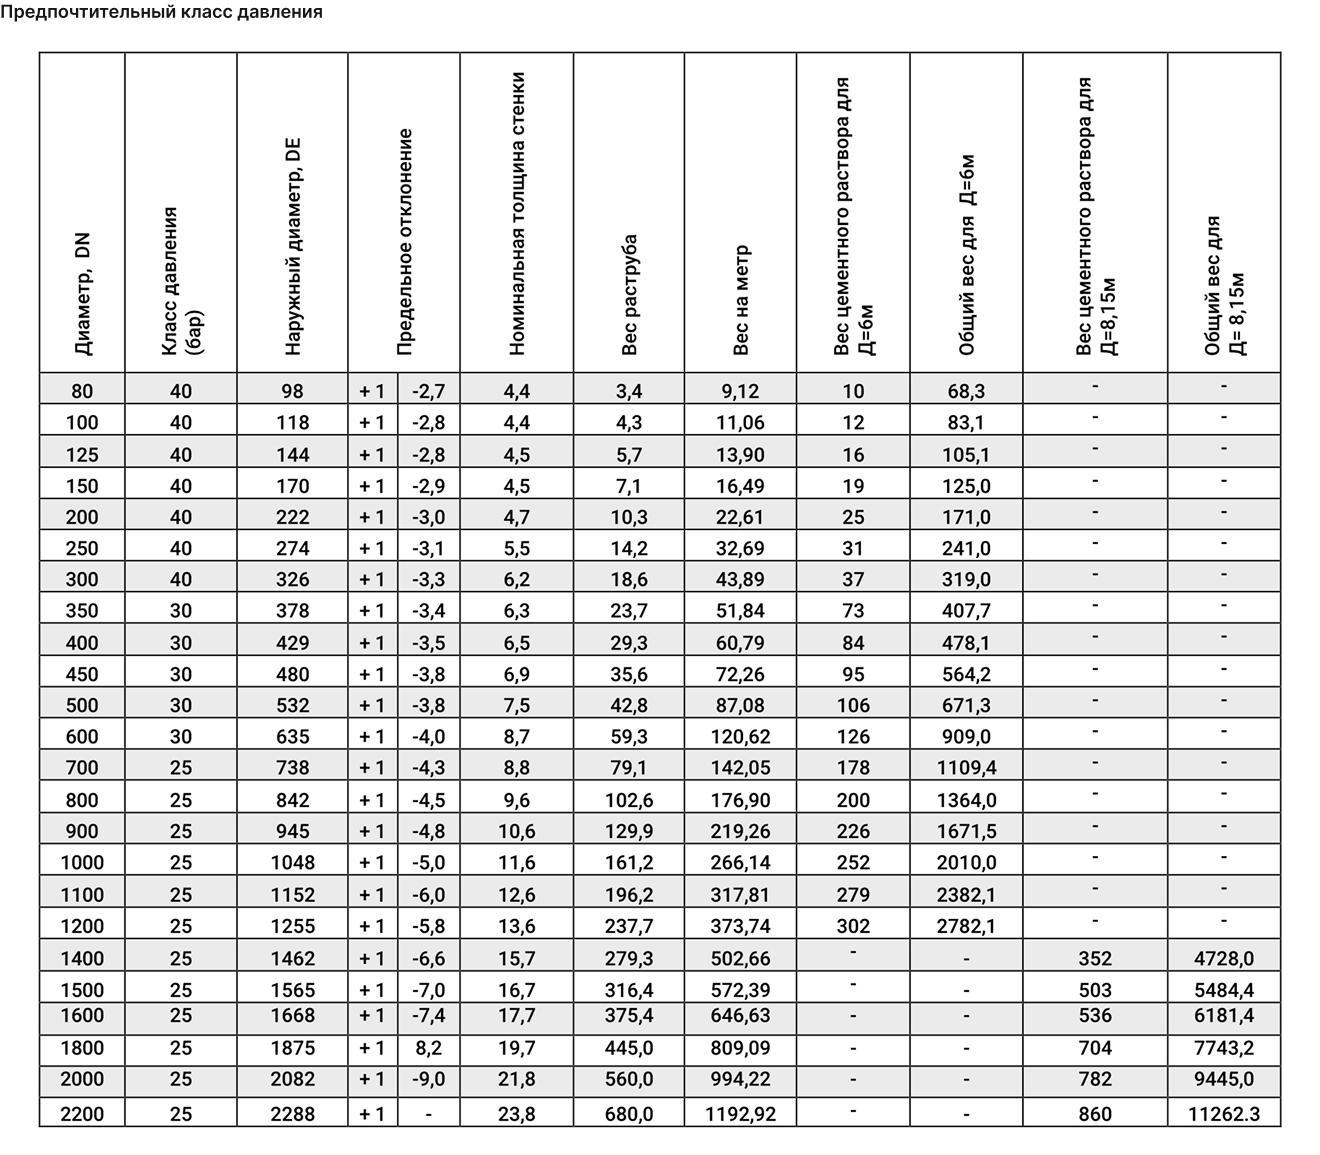 Предпочтительный класс давления
Диаметр, DN
Класс давления
(бар)
Наружный диаметр, DE
Предельное отклонение
Номинальная толщина стенки
Вес раструба
Вес на метр
Вес цементного раствора для
Д=6м
Общий вес для Д=6м
Вес цементного раствора для
Д=8,15м
Общий вес для
Д= 8,15м
80 40 98 + 1 -2,7 4,4 3,4 9,12 10 68,3 - -
100 40 118 + 1 -2,8 4,4 4,3 11,06 12 83,1 - -
125 40 144 + 1 -2,8 4,5 5,7 13,90 16 105,1 - -
150 40 170 + 1 -2,9 4,5 7,1 16,49 19 125,0 - -
200 40 222 + 1 -3,0 4,7 10,3 22,61 25 171,0 - -
250 40 274 + 1 -3,1 5,5 14,2 32,69 31 241,0 - -
300 40 326 + 1 -3,3 6,2 18,6 43,89 37 319,0 - -
350 30 378 + 1 -3,4 6,3 23,7 51,84 73 407,7 - -
400 30 429 + 1 -3,5 6,5 29,3 60,79 84 478,1 - -
450 30 480 + 1 -3,8 6,9 35,6 72,26 95 564,2 - -
500 30 532 + 1 -3,8 7,5 42,8 87,08 106 671,3 - -
600 30 635 + 1 -4,0 8,7 59,3 120,62 126 909,0 - -
700 25 738 + 1 -4,3 8,8 79,1 142,05 178 1109,4 - -
800 25 842 + 1 -4,5 9,6 102,6 176,90 200 1364,0 - -
900 25 945 + 1 -4,8 10,6 129,9 219,26 226 1671,5 - -
1000 25 1048 + 1 -5,0 11,6 161,2 266,14 252 2010,0 - -
1100 25 1152 + 1 -6,0 12,6 196,2 317,81 279 2382,1 - -
1200 25 1255 + 1 -5,8 13,6 237,7 373,74 302 2782,1 - -
1400 25 1462 + 1 -6,6 15,7 279,3 502,66 - - 352 4728,0
1500 25 1565 + 1 -7,0 16,7 316,4 572,39 - - 503 5484,4
1600 25 1668 + 1 -7,4 17,7 375,4 646,63 - - 536 6181,4
1800 25 1875 + 1 8,2 19,7 445,0 809,09 - - 704 7743,2
2000 25 2082 + 1 -9,0 21,8 560,0 994,22 - - 782 9445,0
2200 25 2288 + 1 - 23,8 680,0 1192,92 - - 860 11262.3